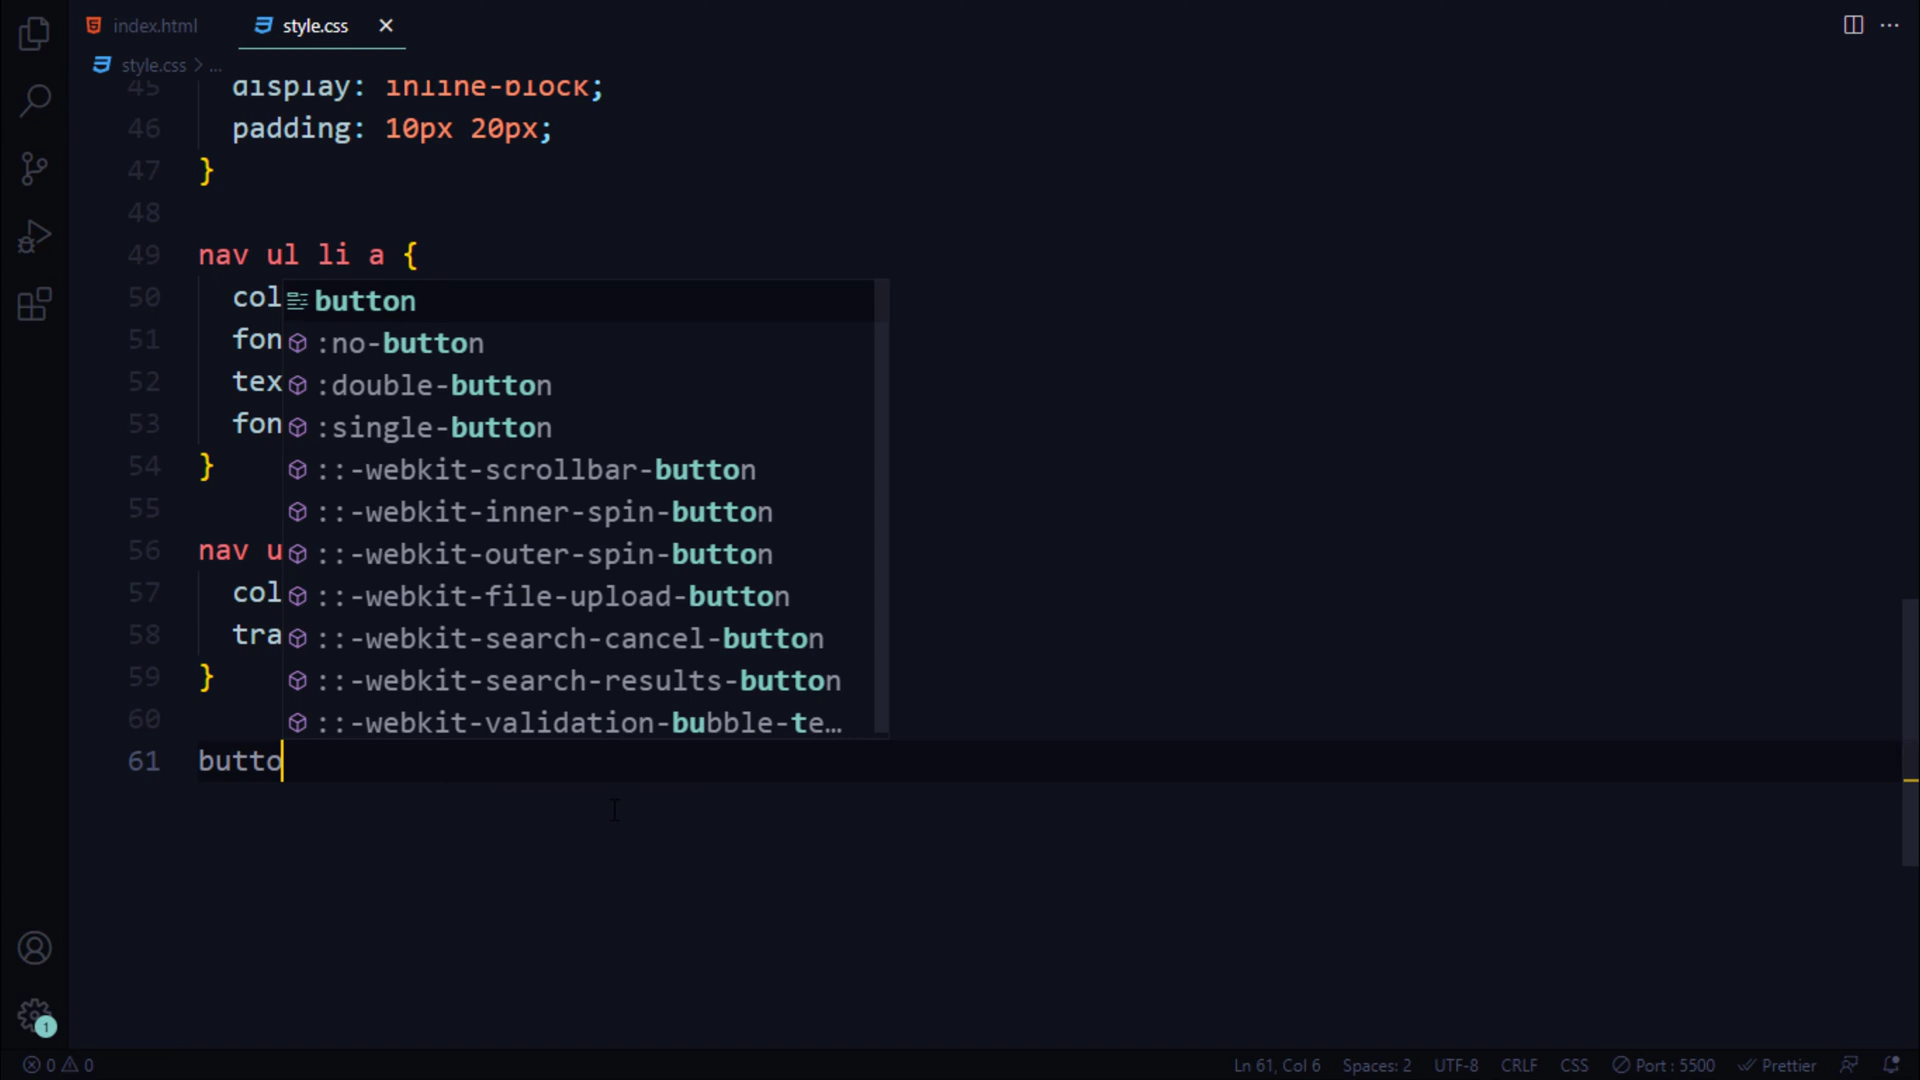 index.html
style.css
style.css > ...
45 display: inline-block;
46 padding: 10px 20px;
47 }
48
49 nav ul li a {
50 col
51 fon
52 tex
53 fon
54 }
55
56 nav u
57 col
58 tra
59 }
60
61 butto
button
:no-button
:double-button
:single-button
::-webkit-scrollbar-button
::-webkit-inner-spin-button
::-webkit-outer-spin-button
::-webkit-file-upload-button
::-webkit-search-cancel-button
::-webkit-search-results-button
::-webkit-validation-bubble-te...
1
0 0
Ln 61, Col 6 Spaces: 2 UTF-8 CRLF CSS Port : 5500 Prettier